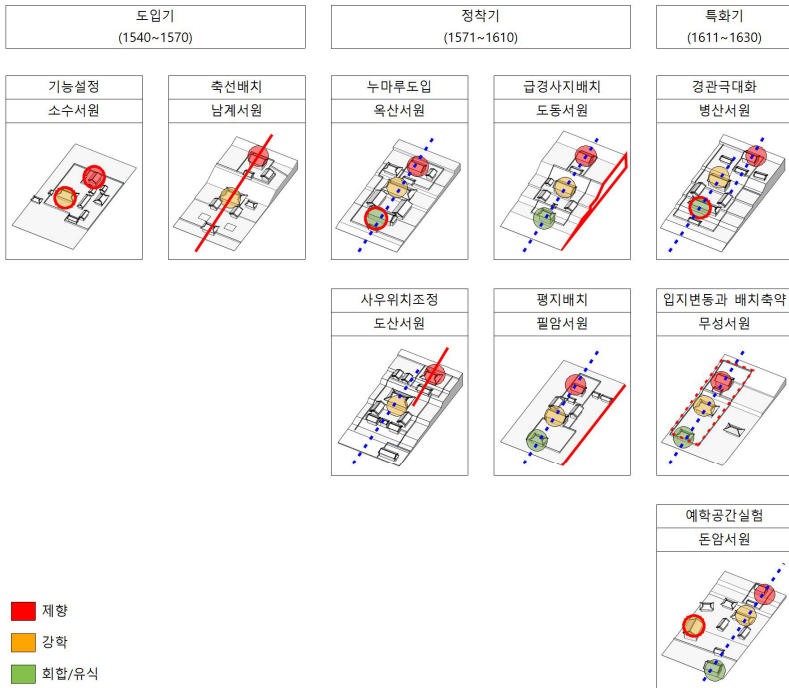 도입기
(1540~1570)
정착기
(1571~1610)
특화기
(1611~1630)
기능설정
소수서원
축선배치
남계서원
누마루도입
옥산서원
급경사지배치
도동서원
경관극대화
병산서원
사우위치조정
도산서원
평지배치
필암서원
입지변동과 배치축약
무성서원
예학공간실험
돈암서원
제향
강학
회합/유식